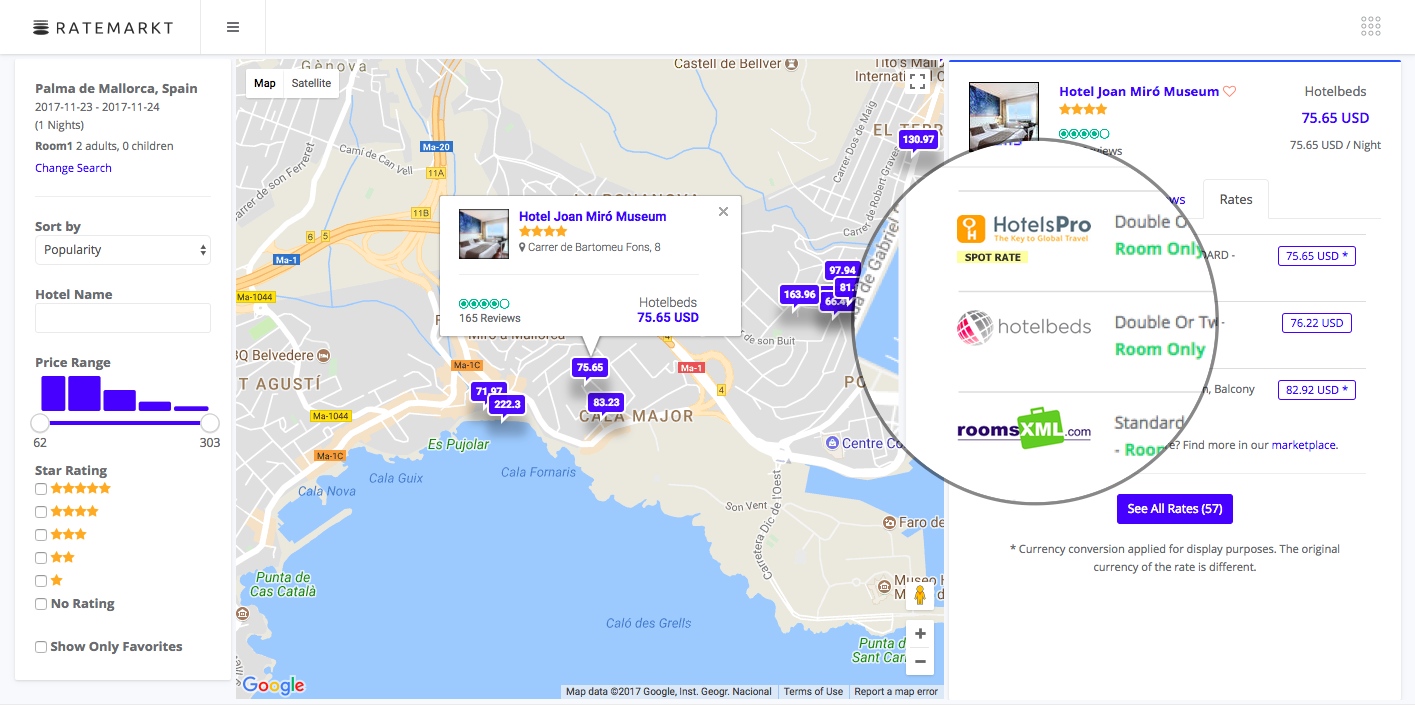 RATEMARKT
Palma de Mallorca, Spain
2017-11-23 - 2017-11-24
(1 Nights)
Room1 2 adults, 0 children
Change Search
Sort by
Popularity
Hotel Name
Price Range
62
303
Star Rating
No Rating
Show Only Favorites
Map
Satellite
Gènova
Castell de Bellver
Tito's Mall
International C
Carrer de son Ferreret
Camí de Can Vell
Ma-20
11A
11B
6
5
Ma-1
Ma-1044
EL TERR
130.97
Carrer Dos de Maig
Carrer de Robert Graves
LA BONANOVA
Hotel Joan Miró Museum
Carrer de Bartomeu Fons, 8
165 Reviews
Hotelbeds
75.65 USD
97.94
163.96
81.
66.4
da de Gabriel
de son Buit
Miró a Mallorca
BQ Belvedere
T AGUSTÍ
Ma-1C
75.65
Ma-1
4
71.97
222.3
83.23
CALA MAJOR
Ma-1044
PO
Centre Co
Es Pujolar
Ma-1C
Cala Fornaris
Cala Guix
Cala Nova
Son Vent
Carretera Dic de l'Oest
Faro de
Punta de
Cas Català
Museo H
M
Caló des Grells
Punta d
Sant Car
Google
Map data ©2017 Google, Inst. Geogr. Nacional
Terms of Use
Report a map error
Hotel Joan Miró Museum
Hotelbeds
75.65 USD
75.65 USD / Night
views
ws
Rates
HotelsPro
The Key to Global Travel
SPOT RATE
Double O
Room Only
DARD -
75.65 USD *
hotelbeds
Double Or Tw
Room Only
76.22 USD
roomsXML.com
Standard
- Roor
n, Balcony
82.92 USD *
e? Find more in our marketplace.
See All Rates (57)
* Currency conversion applied for display purposes. The original
currency of the rate is different.